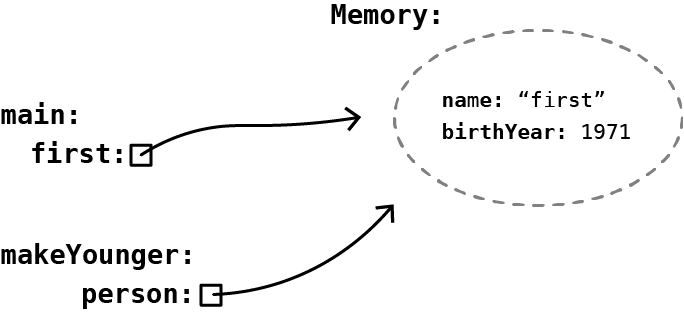 Memory:
name: “first”
main:
birthYear: 1971
first:
makeYounger:
person: